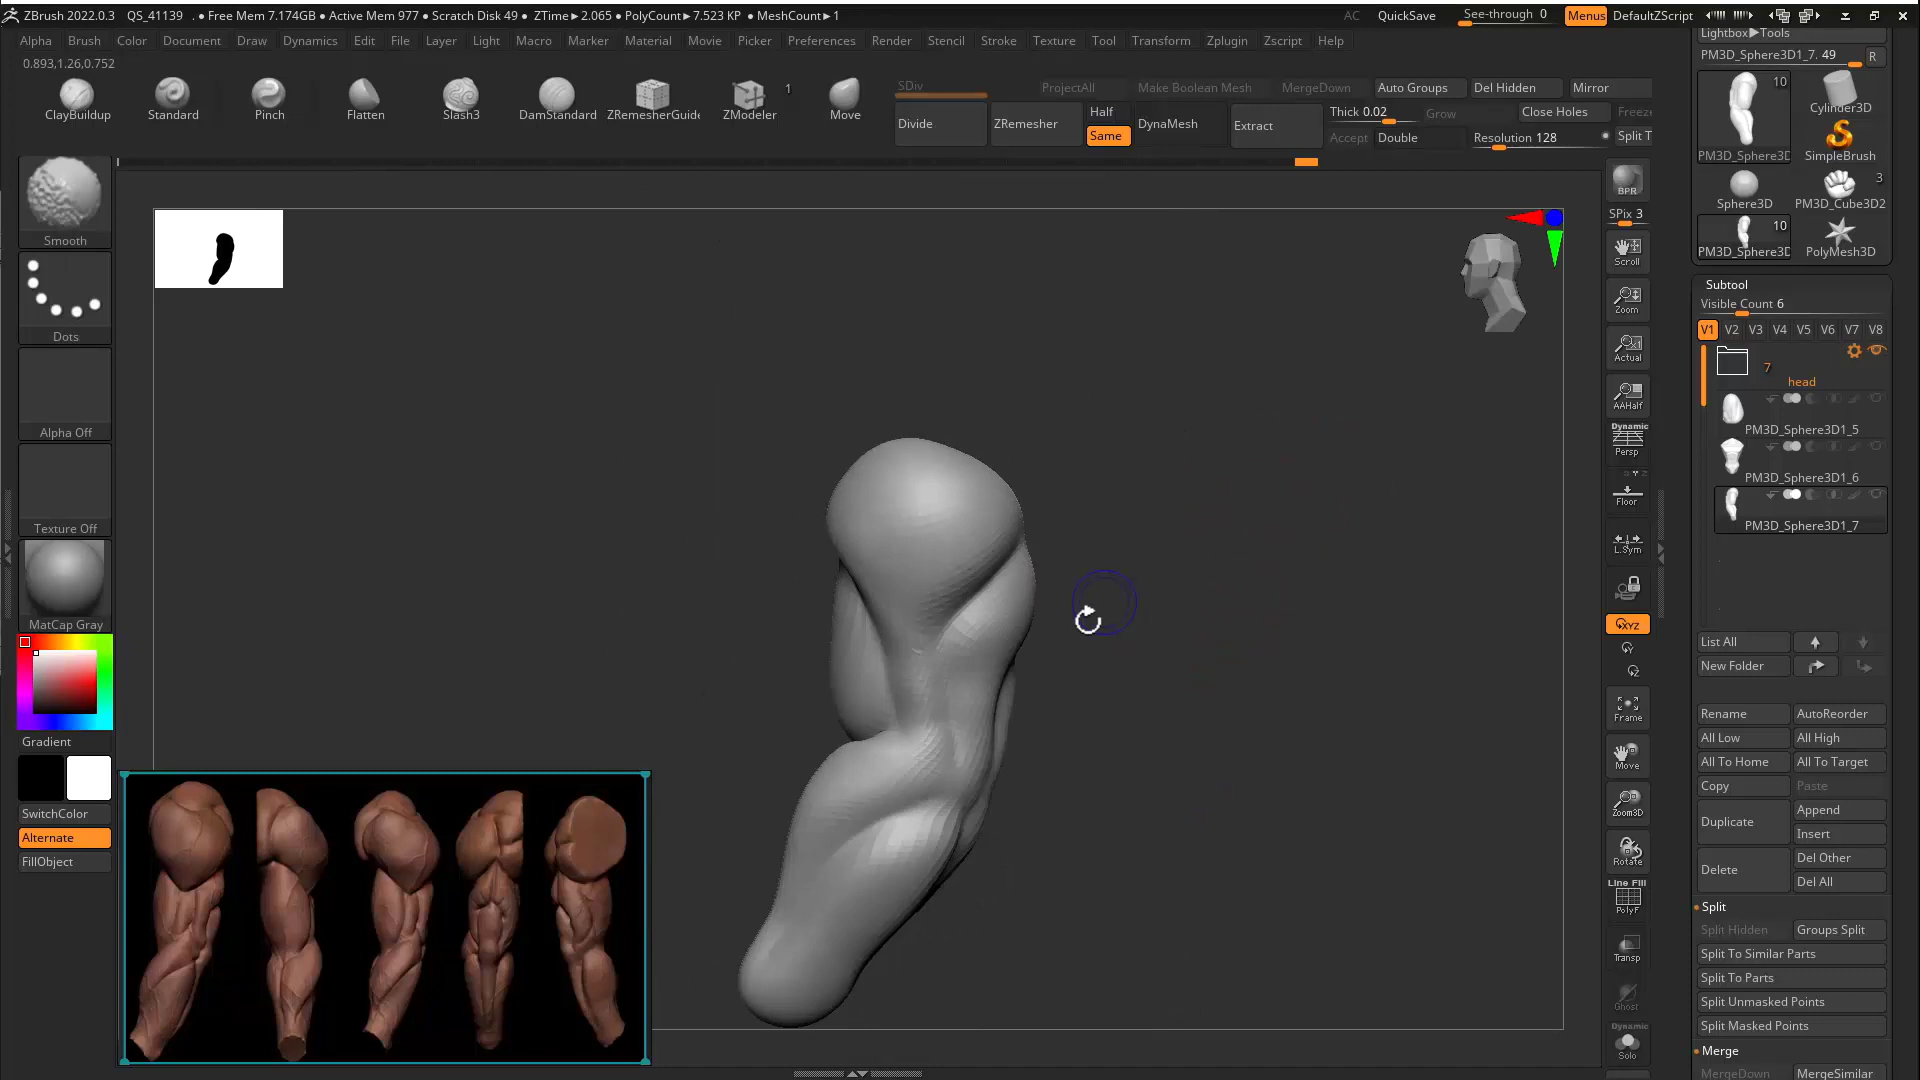 ZBrush 2022.0.3 QS_41139 . ● Free Mem 7.174GB ● Active Mem 977 ● Scratch Disk 49 ● ZTime►2.065 ● PolyCount►7.523 KP ● MeshCount►1 AC QuickSave See-through 0 Menus DefaultZScript
Alpha Brush Color Document Draw Dynamics Edit File Layer Light Macro Marker Material Movie Picker Preferences Render Stencil Stroke Texture Tool Transform Zplugin Zscript Help
0.893,1.26,0.752
ClayBuildup Standard Pinch Flatten Slash3 DamStandard ZRemesherGuide ZModeler 1 Move
SDiv ProjectAll Make Boolean Mesh MergeDown Auto Groups Del Hidden Mirror
Divide ZRemesher Half DynaMesh Extract Thick 0.02 Grow Close Holes Freeze
Same Accept Double Resolution 128 Split T
Smooth
Dots
Alpha Off
Texture Off
MatCap Gray
Gradient
SwitchColor
Alternate
FillObject
BPR
SPix 3
Scroll
Zoom
Actual
AAHalf
Dynamic
Persp
Floor
L.Sym
XYZ
Frame
Move
Zoom3D
Rotate
Line Fill
PolyF
Transp
Ghost
Dynamic
Solo
Lightbox►Tools
PM3D_Sphere3D1_7. 49 R
10
Cylinder3D
PM3D_Sphere3D SimpleBrush
3
Sphere3D PM3D_Cube3D2
10
PM3D_Sphere3D PolyMesh3D
Subtool
Visible Count 6
V1 V2 V3 V4 V5 V6 V7 V8
7
head
PM3D_Sphere3D1_5
PM3D_Sphere3D1_6
PM3D_Sphere3D1_7
List All
New Folder
Rename AutoReorder
All Low All High
All To Home All To Target
Copy Paste
Duplicate Append
Insert
Delete Del Other
Del All
Split
Split Hidden Groups Split
Split To Similar Parts
Split To Parts
Split Unmasked Points
Split Masked Points
Merge
MergeDown MergeSimilar